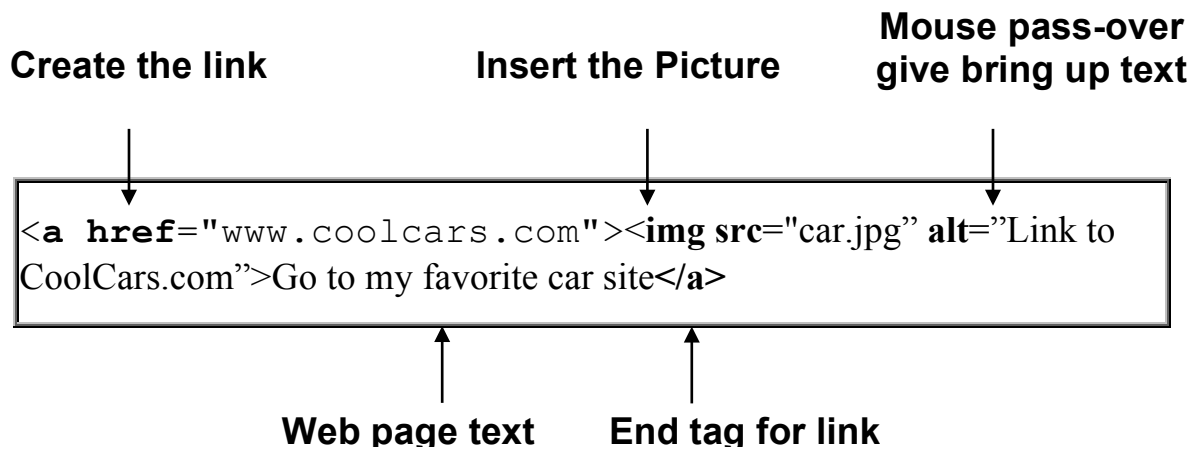 Mouse pass-over
Create the link Insert the Picture give bring up text
<a href="www.coolcars.com"><img src="car.jpg” alt=”Link to
CoolCars.com”>Go to my favorite car site</a>
Web page text End tag for link